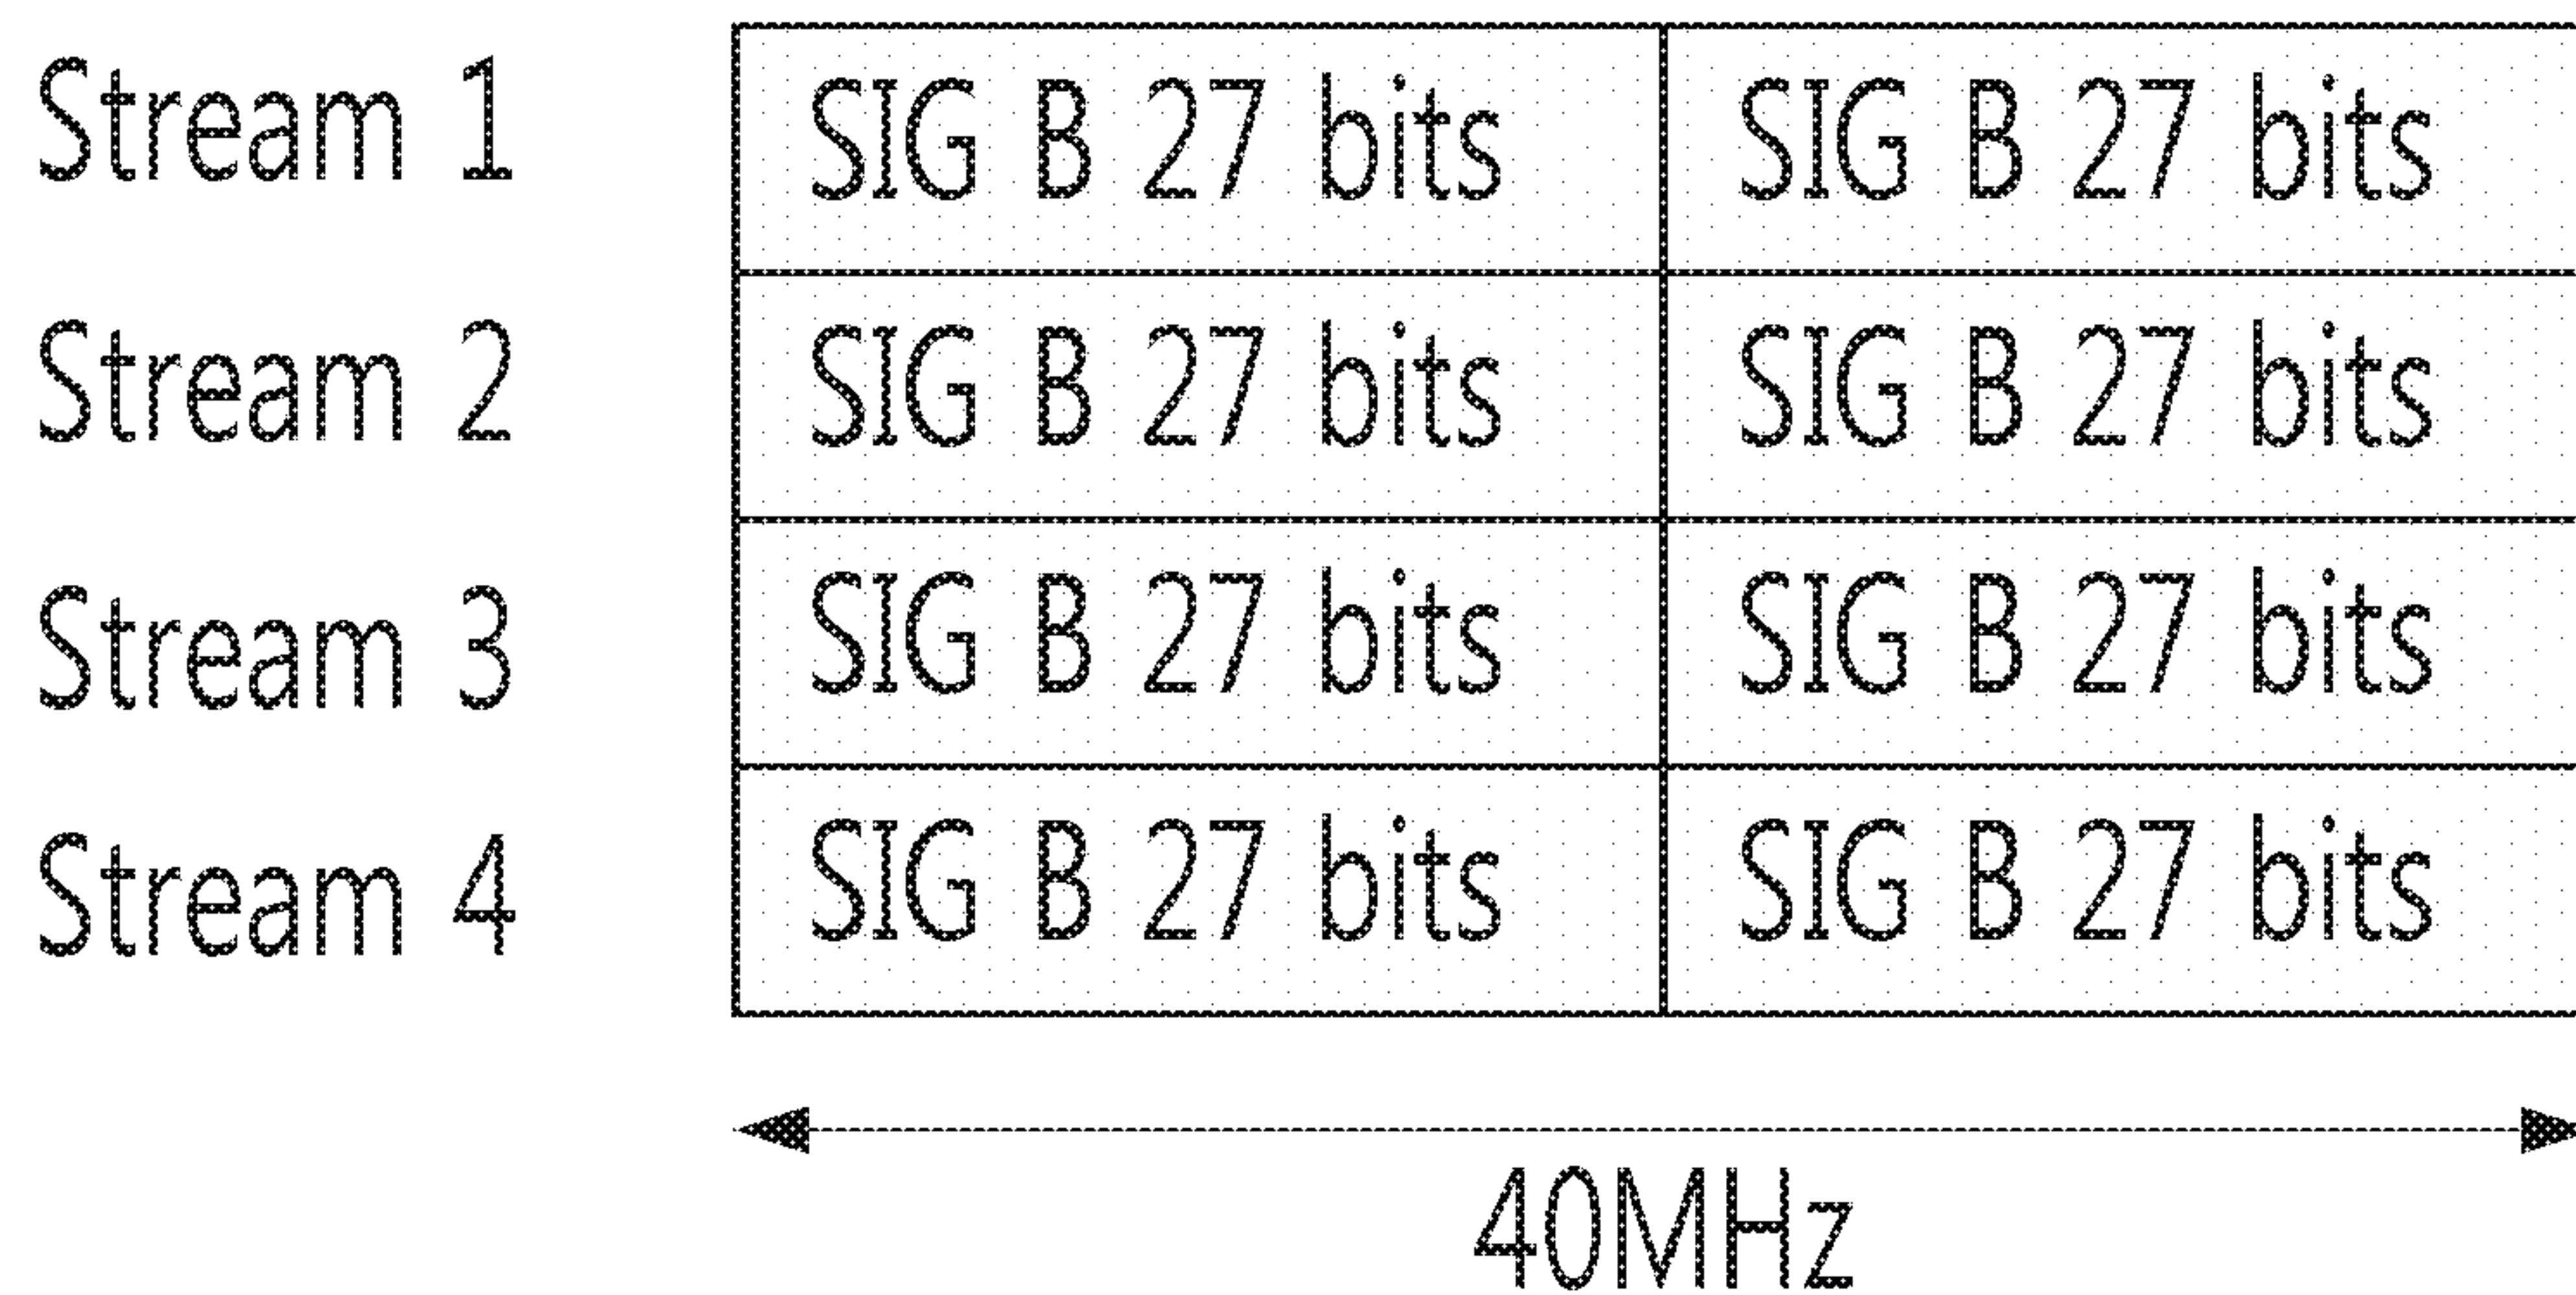 Stream 1 SIG B 27 bits SIG B 27 bits
Stream 2 SIG B 27 bits SIG B 27 bits
Stream 3 SIG B 27 bits SIG B 27 bits
Stream 4 SIG B 27 bits SIG B 27 bits
40MHz